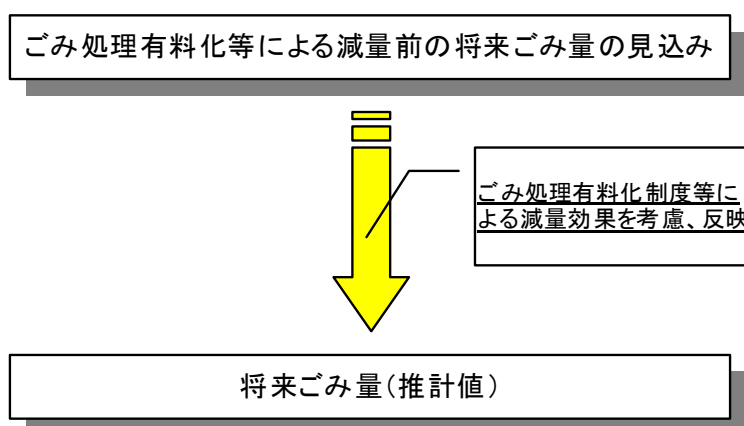 ごみ処理有料化等による減量前の将来ごみ量の見込み
ごみ処理有料化制度等に
よる減量効果を考慮、反映
将来ごみ量(推計値)